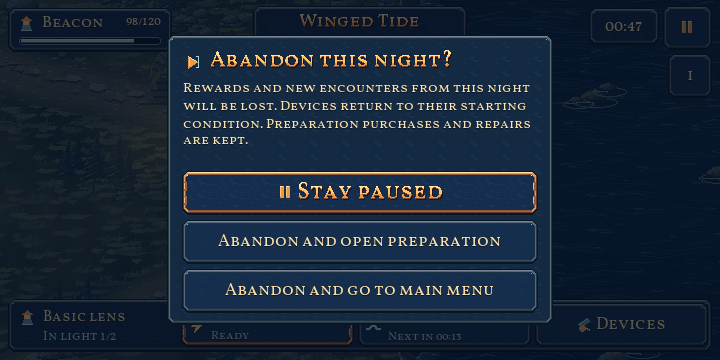 Beacon 98/120
Winged Tide
00:47
I
Abandon this night?
Rewards and new encounters from this night
will be lost. Devices return to their starting
condition. Preparation purchases and repairs
are kept.
Stay paused
Abandon and open preparation
Abandon and go to main menu
Basic lens
In light 1/2
Ready
Next in 00:13
Devices